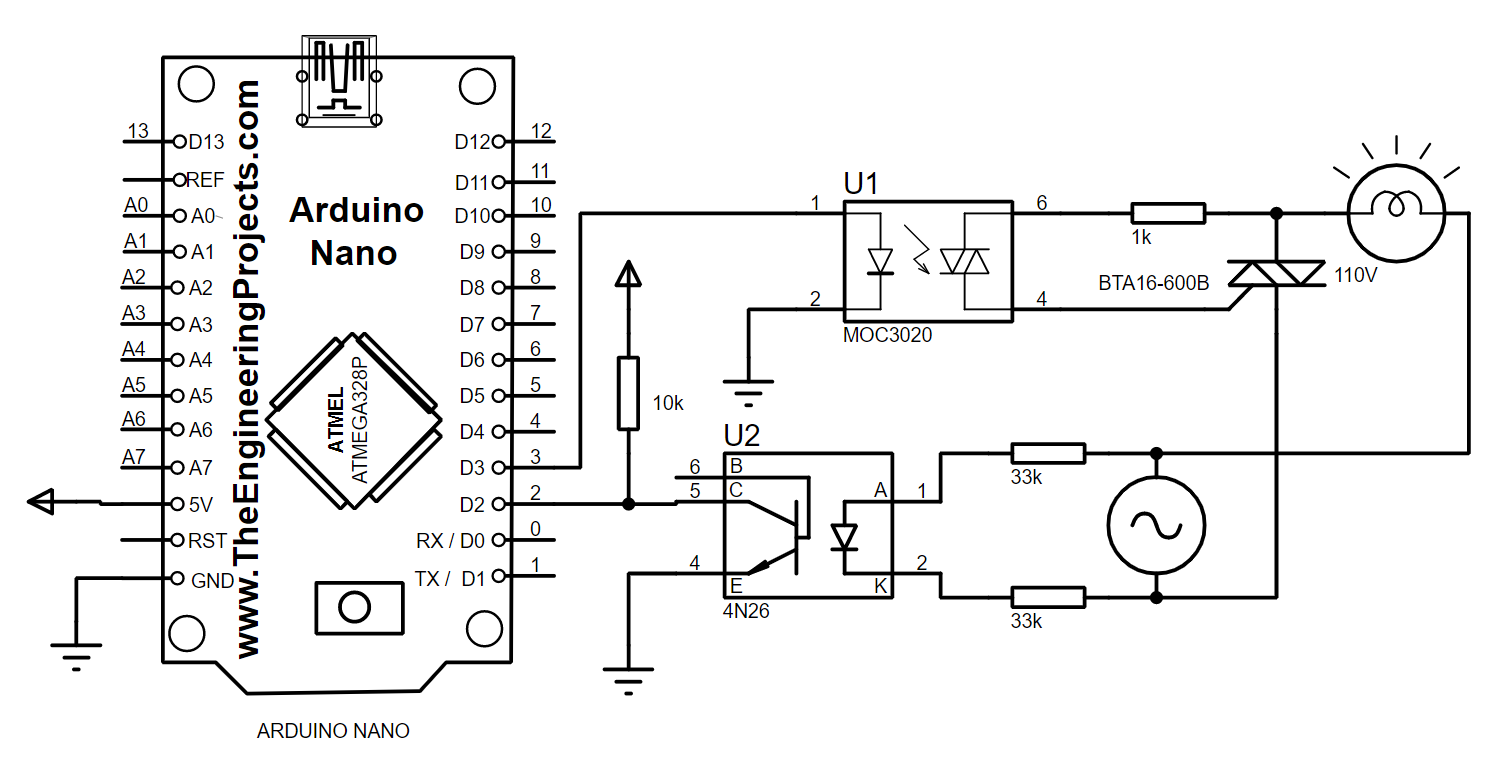 www.TheEngineeringProjects.com
Arduino
Nano
ATMEL
ATMEGA328P
13 D13
REF
A0 A0
A1 A1
A2 A2
A3 A3
A4 A4
A5 A5
A6 A6
A7 A7
5V
RST
GND
D12 12
D11 11
D10 10
D9 9
D8 8
D7 7
D6 6
D5 5
D4 4
D3 3
D2 2
RX / D0 0
TX / D1 1
ARDUINO NANO
10k
U1
1
2
6
4
MOC3020
1k
BTA16-600B
110V
U2
6 B
5 C
4 E
A 1
K 2
4N26
33k
33k